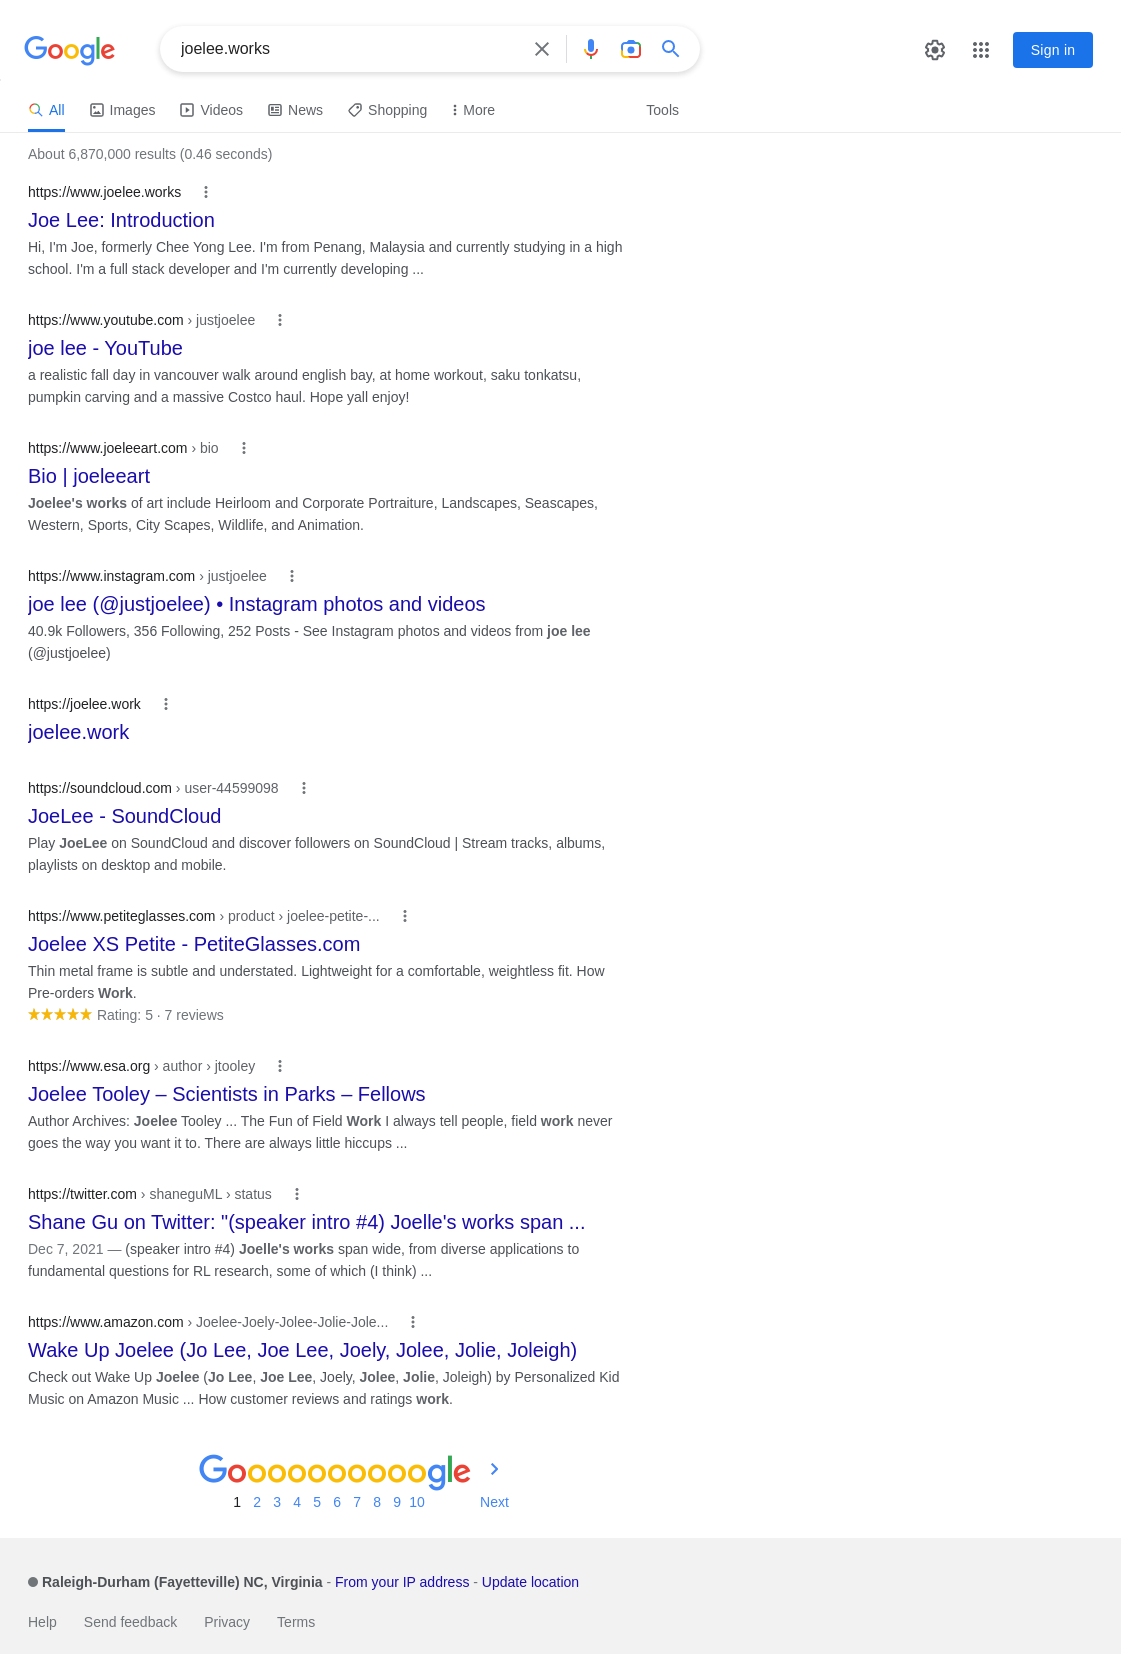 Google
joelee.works
Sign in
All
Images
Videos
News
Shopping
More
Tools
About 6,870,000 results (0.46 seconds)
https://www.joelee.works
Joe Lee: Introduction
Hi, I'm Joe, formerly Chee Yong Lee. I'm from Penang, Malaysia and currently studying in a high
school. I'm a full stack developer and I'm currently developing ...
https://www.youtube.com › justjoelee
joe lee - YouTube
a realistic fall day in vancouver walk around english bay, at home workout, saku tonkatsu,
pumpkin carving and a massive Costco haul. Hope yall enjoy!
https://www.joeleeart.com › bio
Bio | joeleeart
Joelee's works of art include Heirloom and Corporate Portraiture, Landscapes, Seascapes,
Western, Sports, City Scapes, Wildlife, and Animation.
https://www.instagram.com › justjoelee
joe lee (@justjoelee) • Instagram photos and videos
40.9k Followers, 356 Following, 252 Posts - See Instagram photos and videos from joe lee
(@justjoelee)
https://joelee.work
joelee.work
https://soundcloud.com › user-44599098
JoeLee - SoundCloud
Play JoeLee on SoundCloud and discover followers on SoundCloud | Stream tracks, albums,
playlists on desktop and mobile.
https://www.petiteglasses.com › product › joelee-petite-...
Joelee XS Petite - PetiteGlasses.com
Thin metal frame is subtle and understated. Lightweight for a comfortable, weightless fit. How
Pre-orders Work.
Rating: 5 · 7 reviews
https://www.esa.org › author › jtooley
Joelee Tooley – Scientists in Parks – Fellows
Author Archives: Joelee Tooley ... The Fun of Field Work I always tell people, field work never
goes the way you want it to. There are always little hiccups ...
https://twitter.com › shaneguML › status
Shane Gu on Twitter: "(speaker intro #4) Joelle's works span ...
Dec 7, 2021 — (speaker intro #4) Joelle's works span wide, from diverse applications to
fundamental questions for RL research, some of which (I think) ...
https://www.amazon.com › Joelee-Joely-Jolee-Jolie-Jole...
Wake Up Joelee (Jo Lee, Joe Lee, Joely, Jolee, Jolie, Joleigh)
Check out Wake Up Joelee (Jo Lee, Joe Lee, Joely, Jolee, Jolie, Joleigh) by Personalized Kid
Music on Amazon Music ... How customer reviews and ratings work.
Goooooooooogle
1 2 3 4 5 6 7 8 9 10 Next
Raleigh-Durham (Fayetteville) NC, Virginia - From your IP address - Update location
Help Send feedback Privacy Terms